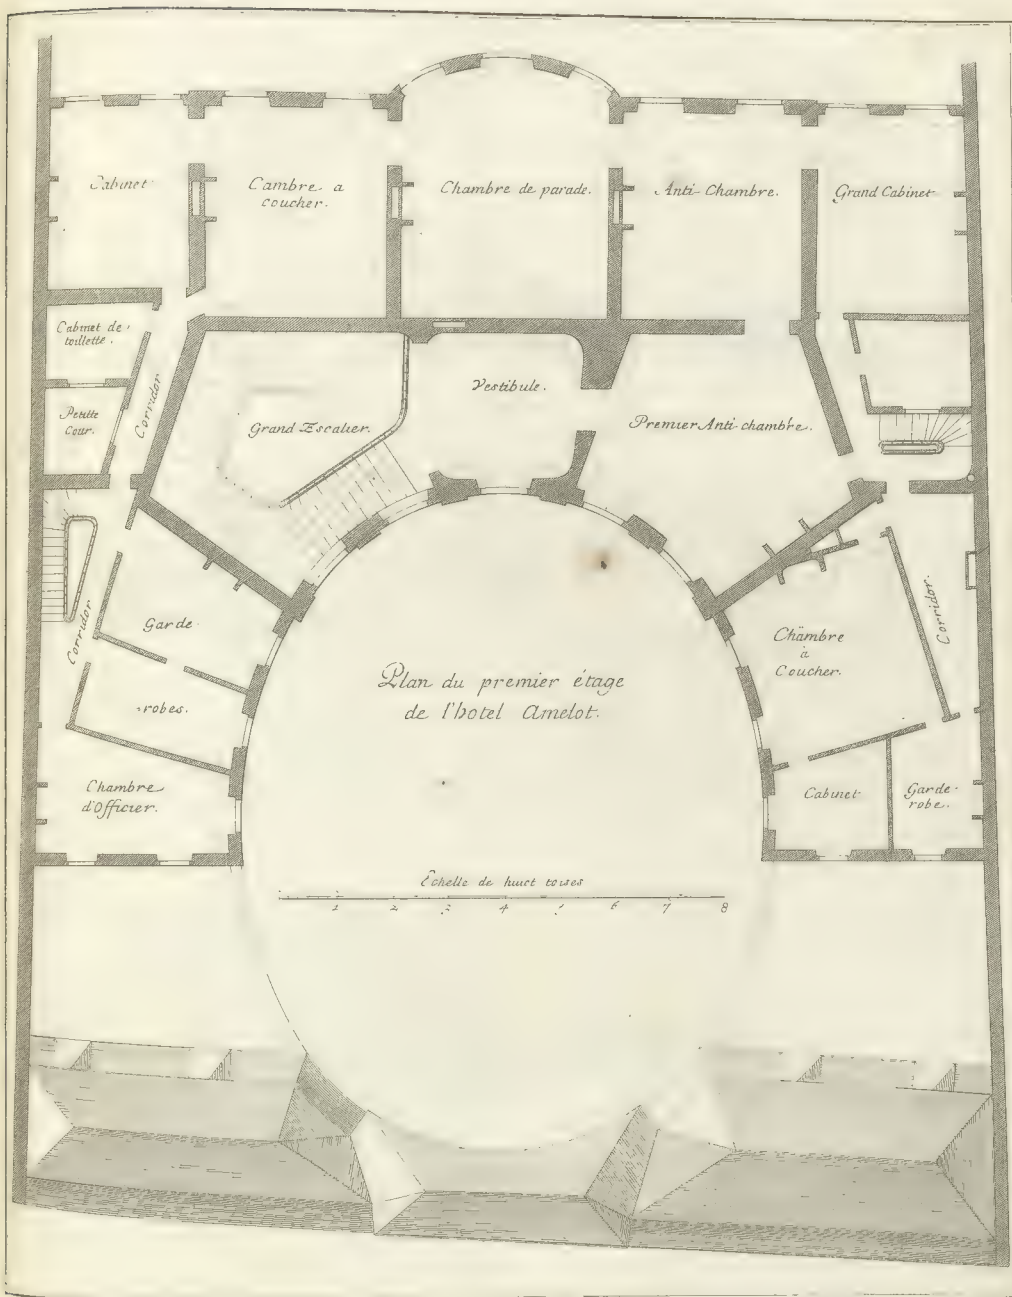 Cabinet
Cambre a
coucher.
Chambre de parade.
Anti-Chambre.
Grand Cabinet
Cabinet de
toillette.
Petitte
Cour.
Corridor
Grand Escalier.
Vestibule.
Premier Anti-chambre.
Corridor
Garde
robes.
Chambre
d'Officier.
Plan du premier étage
de l'hotel Amelot.
Chambre
à
Coucher.
Corridor.
Cabinet
Garde-
robe.
Échelle de huict toises
1 2 3 4 5 6 7 8